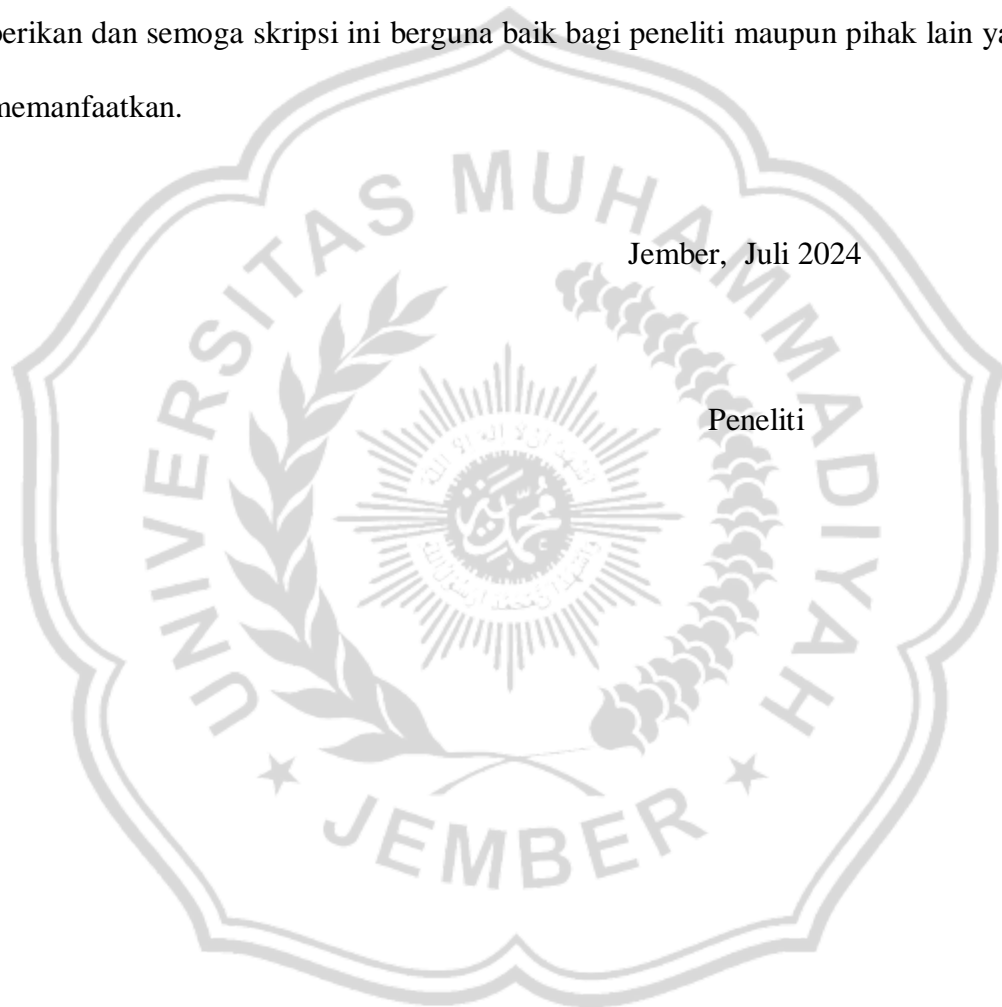 berikan dan semoga skripsi ini berguna baik bagi peneliti maupun pihak lain
memanfaatkan.
Jember, Juli 2024
Peneliti
UNIVERSITAS MUHAMMADIYAH
JEMBER